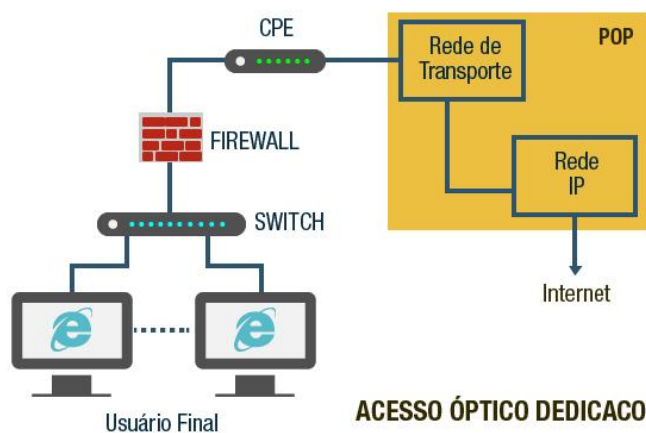 CPE
Rede de
Transporte
POP
FIREWALL
Rede
IP
SWITCH
Internet
Usuário Final
ACESSO ÓPTICO DEDICACO